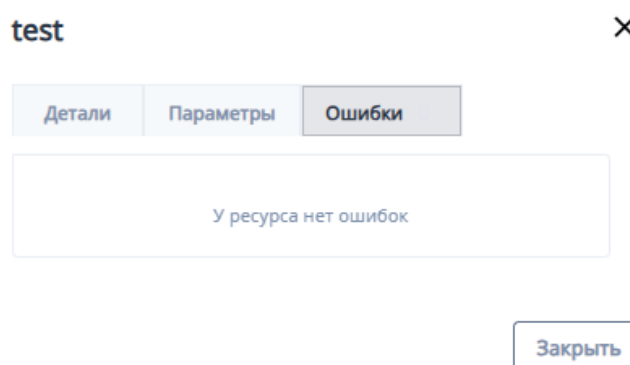 test
Детали Параметры Ошибки
У ресурса нет ошибок
Закрыть